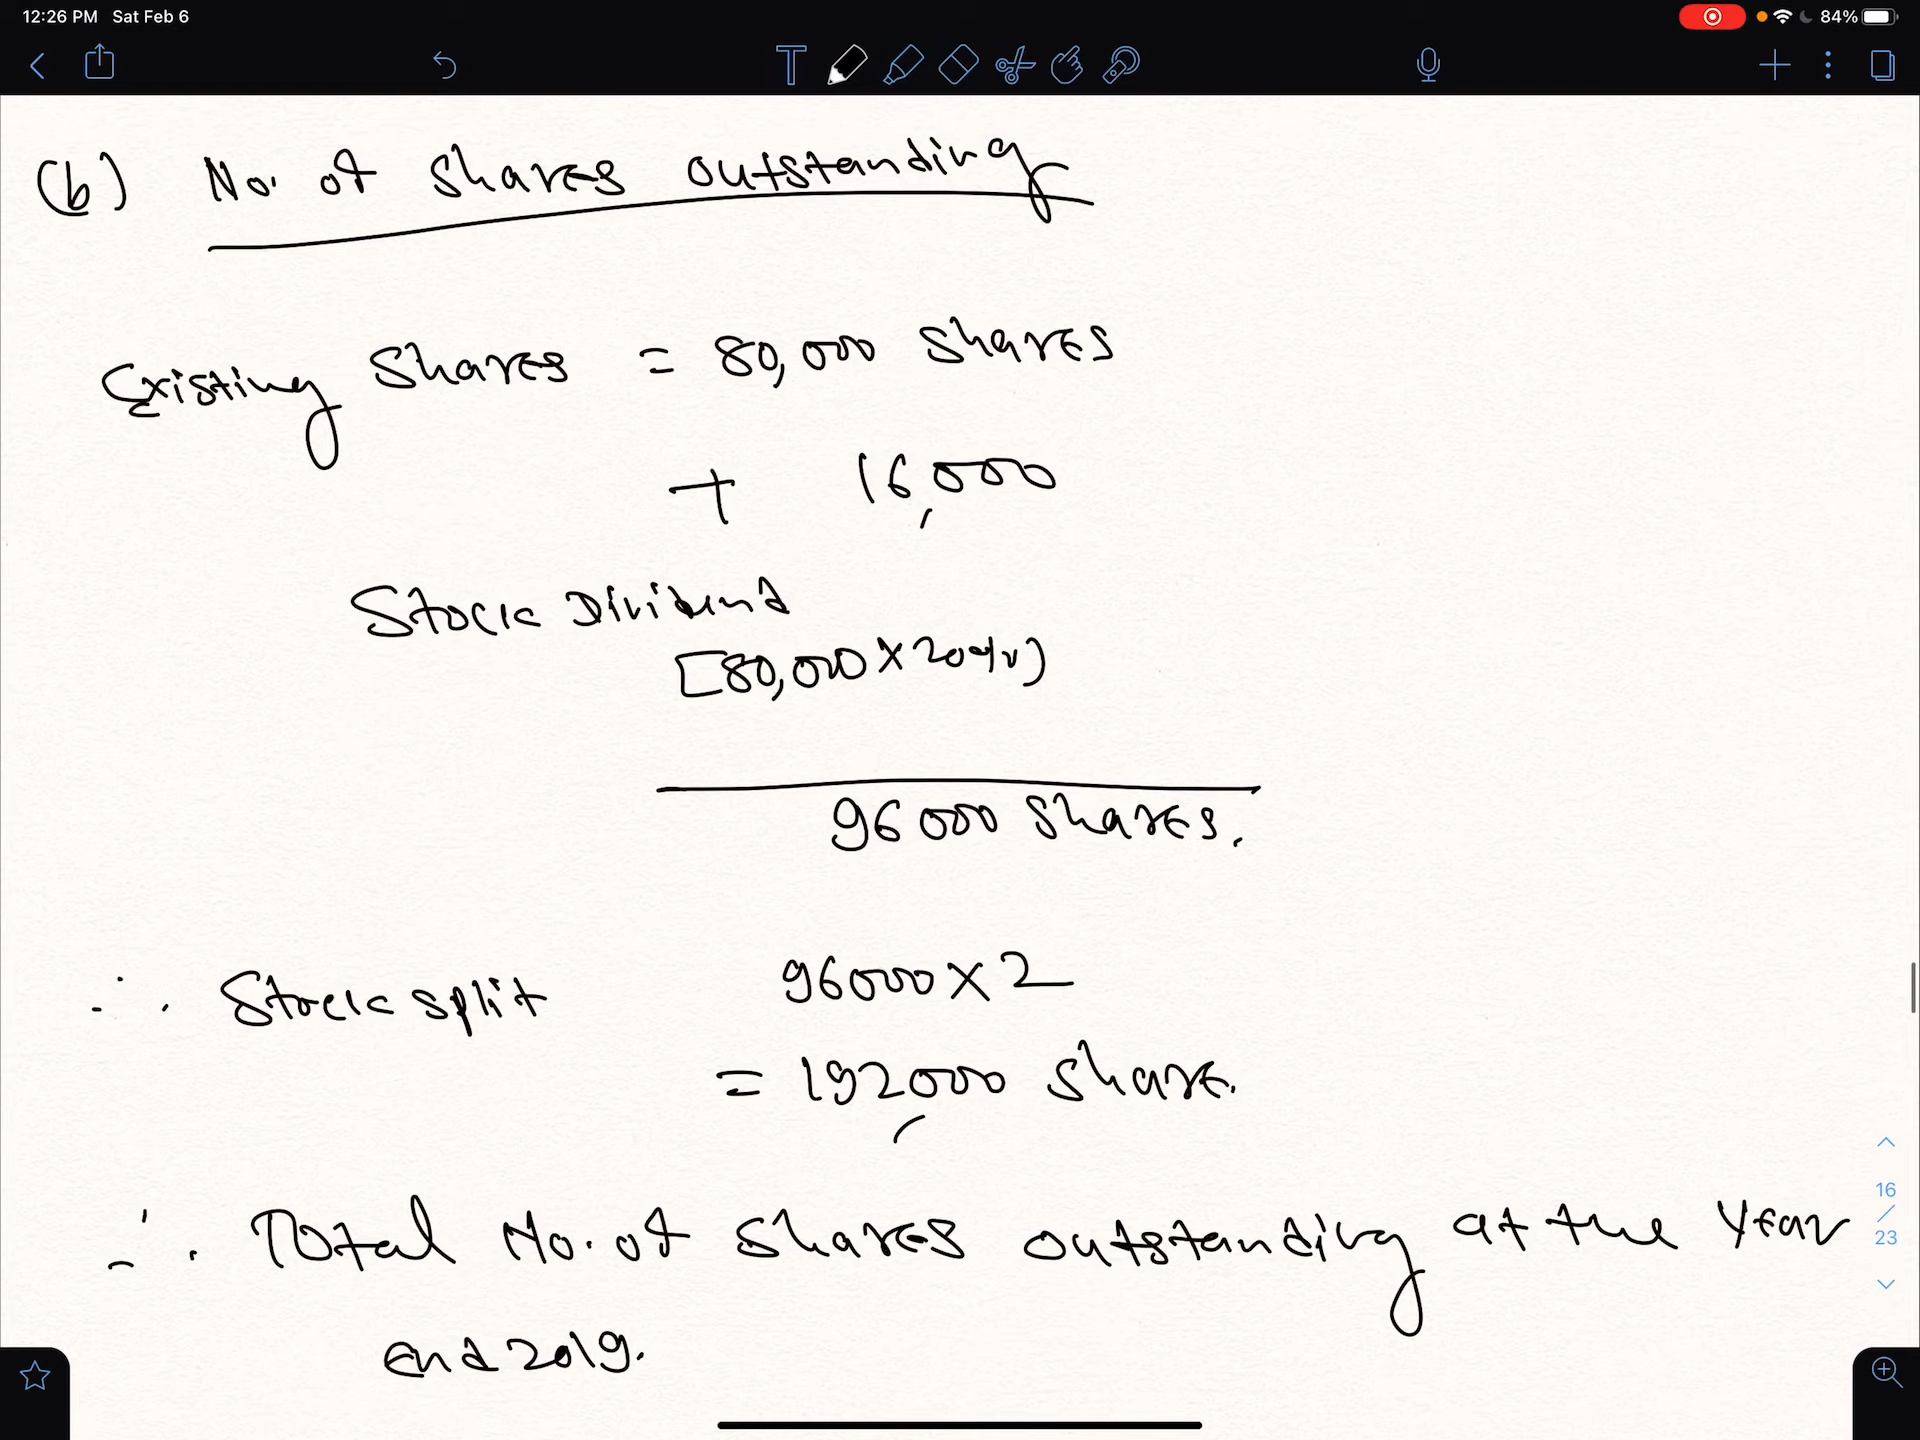 12:26 PM Sat Feb 6
84%
(b) No. of shares outstanding
Existing Shares = 80,000 Shares
+ 16,000
Stock Dividend
[80,000 × 20%)
96000 Shares.
∴ Stock split 96000 × 2
= 192,000 share.
∴ Total No. of shares outstanding at the year
16
/
23
end 2019.